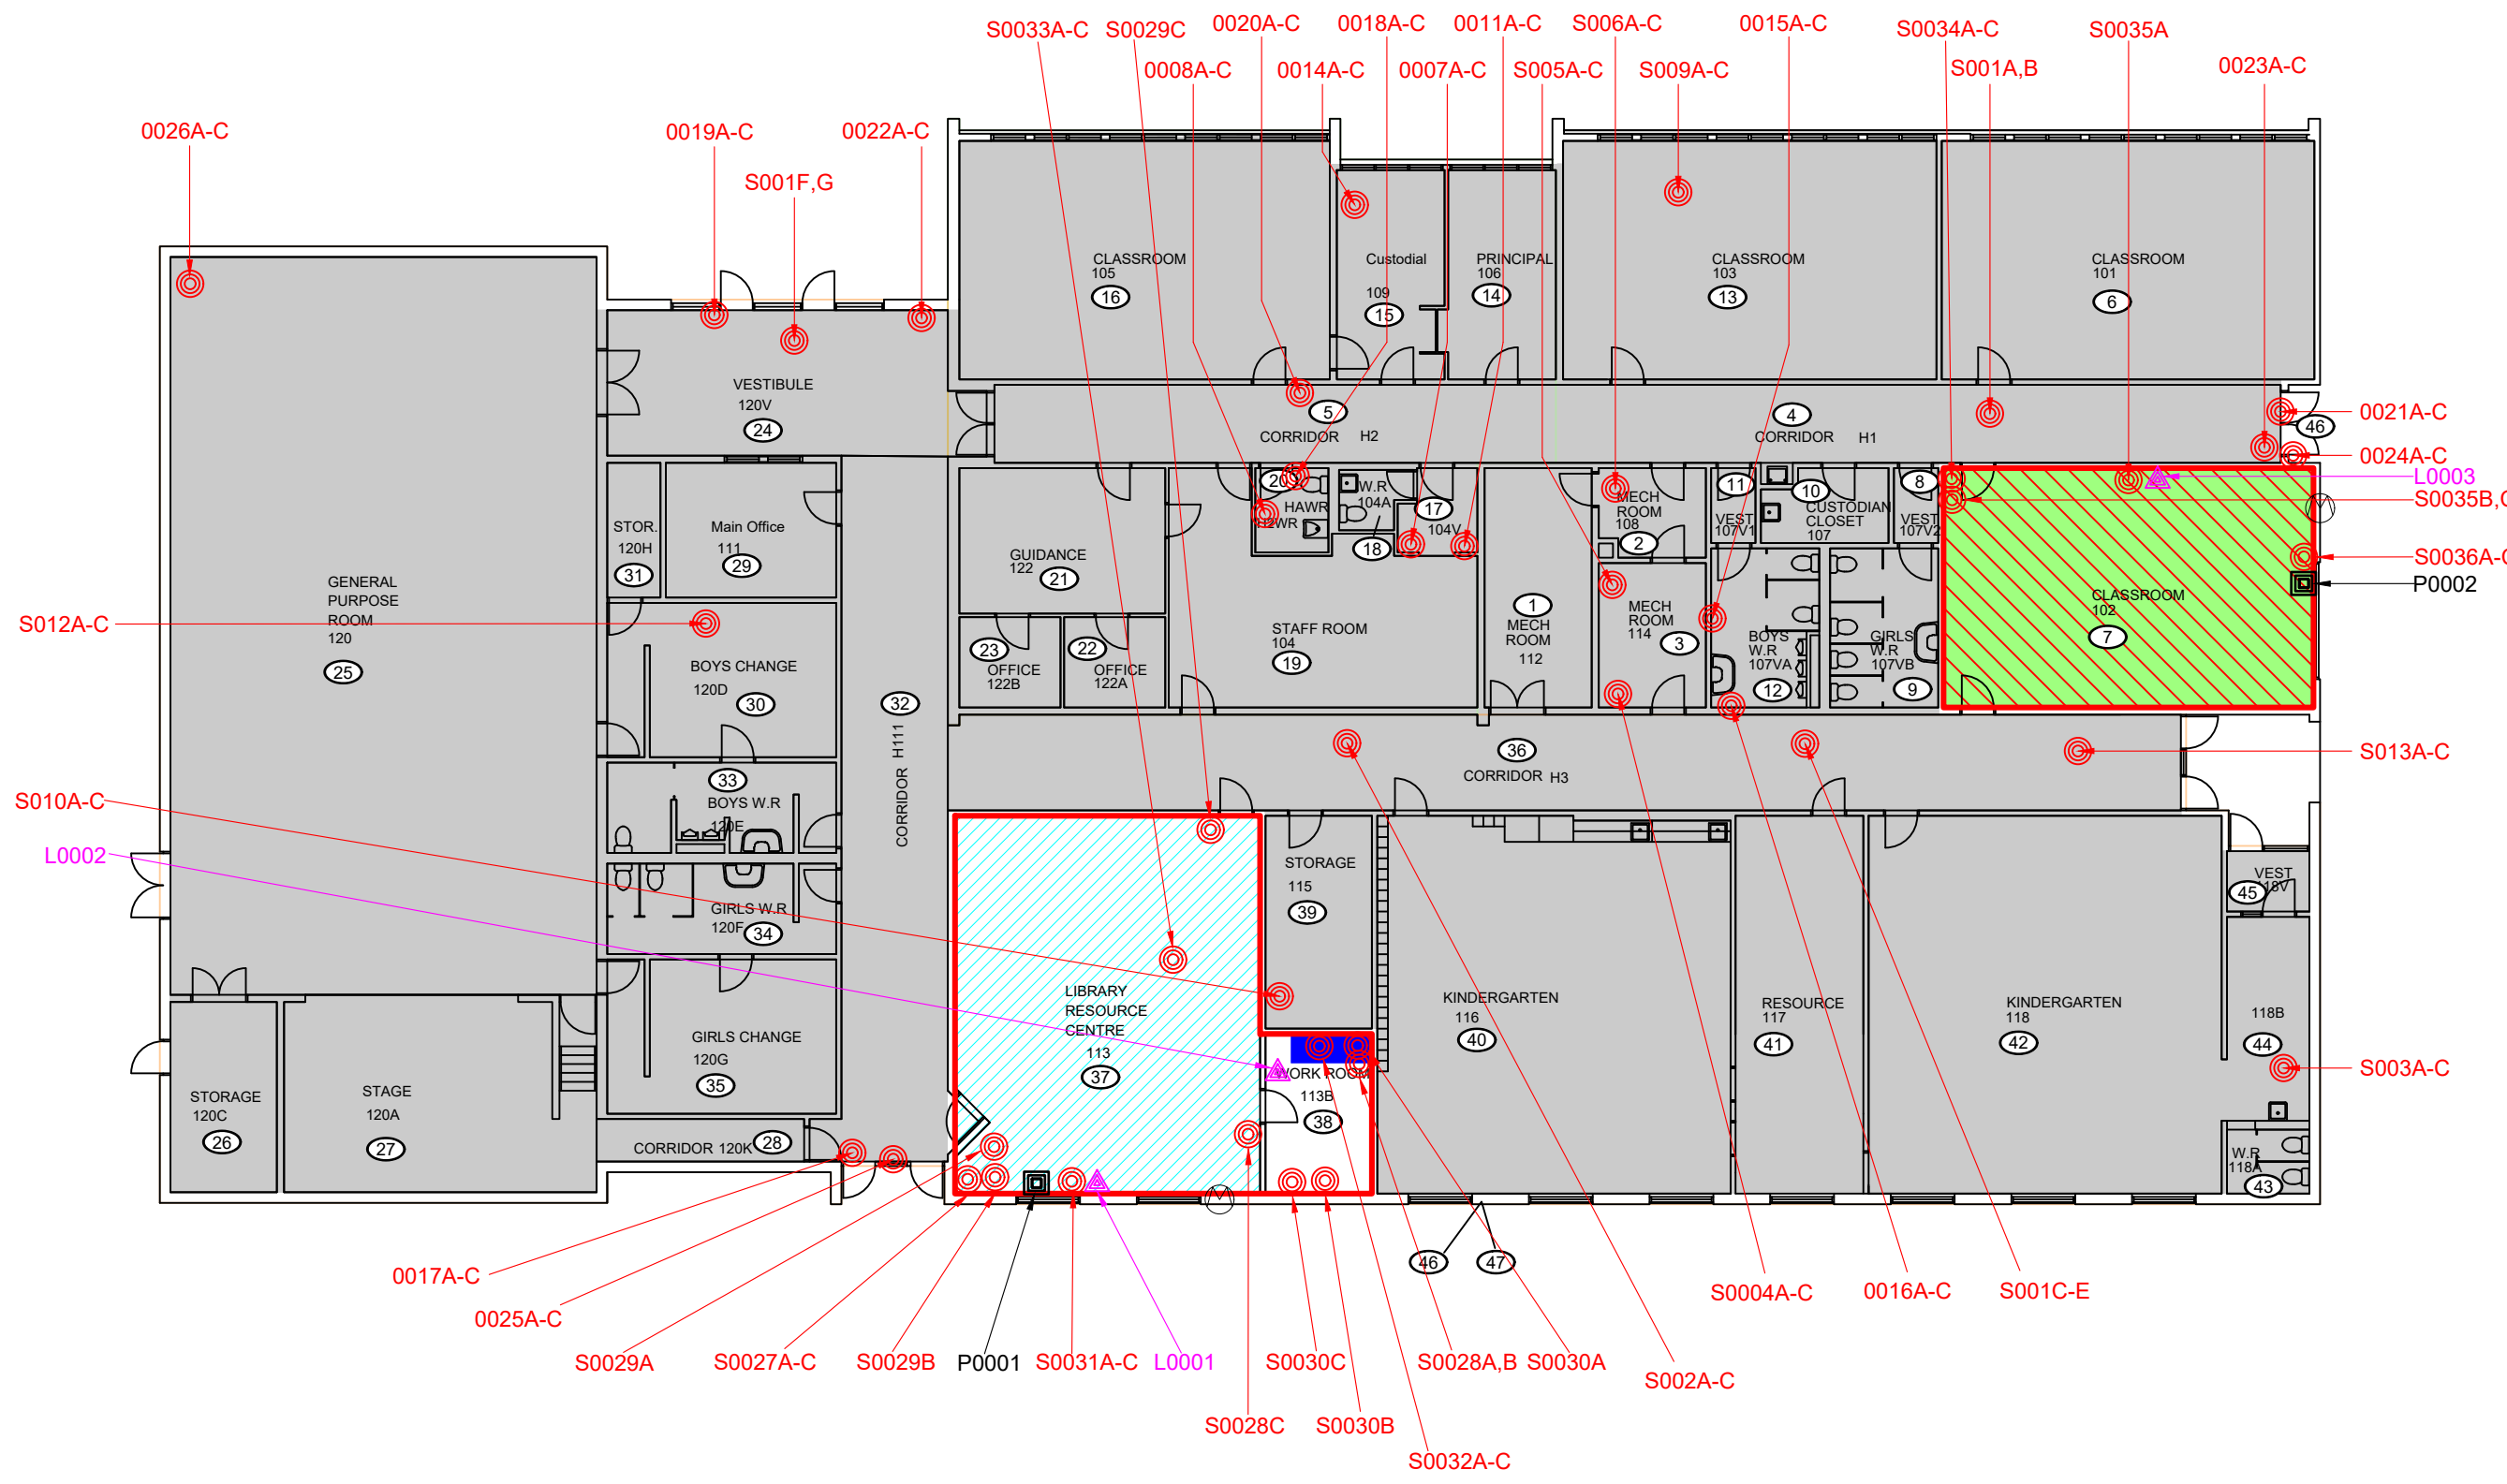 S0033A-C
S0029C
0020A-C
0018A-C
0011A-C
S006A-C
0015A-C
S0034A-C
S0035A
0008A-C
0014A-C
0007A-C
S005A-C
S009A-C
S001A,B
0023A-C
0026A-C
0019A-C
0022A-C
S001F,G
CLASSROOM
105
16
Custodial
109
15
PRINCIPAL
106
14
CLASSROOM
103
13
CLASSROOM
101
6
VESTIBULE
120V
24
5
CORRIDOR H2
4
CORRIDOR H1
0021A-C
46
0024A-C
L0003
S0035B,C
S0036A-C
P0002
STOR.
120H
31
Main Office
111
29
GUIDANCE
122
21
20
HAWR
W.R
104A
18
17
104V
MECH
ROOM
108
2
11
VEST
107V1
10
CUSTODIAN
CLOSET
107
8
VEST
107V2
GENERAL
PURPOSE
ROOM
120
25
S012A-C
BOYS CHANGE
120D
30
23
OFFICE
122B
22
OFFICE
122A
STAFF ROOM
104
19
1
MECH
ROOM
112
MECH
ROOM
114
3
BOYS
W.R
107VA
12
GIRLS
W.R
107VB
9
CLASSROOM
102
7
32
CORRIDOR H111
36
CORRIDOR H3
S013A-C
S010A-C
L0002
33
BOYS W.R
120E
GIRLS W.R
120F
34
GIRLS CHANGE
120G
35
STORAGE
115
39
LIBRARY
RESOURCE
CENTRE
113
37
WORK ROOM
113B
38
KINDERGARTEN
116
40
RESOURCE
117
41
KINDERGARTEN
118
42
VEST
118V
45
118B
44
S003A-C
W.R
118A
43
STORAGE
120C
26
STAGE
120A
27
CORRIDOR 120K
28
46
47
0017A-C
0025A-C
S0029A
S0027A-C
S0029B
P0001
S0031A-C
L0001
S0030C
S0028A,B
S0030A
S002A-C
S0004A-C
0016A-C
S001C-E
S0028C
S0030B
S0032A-C